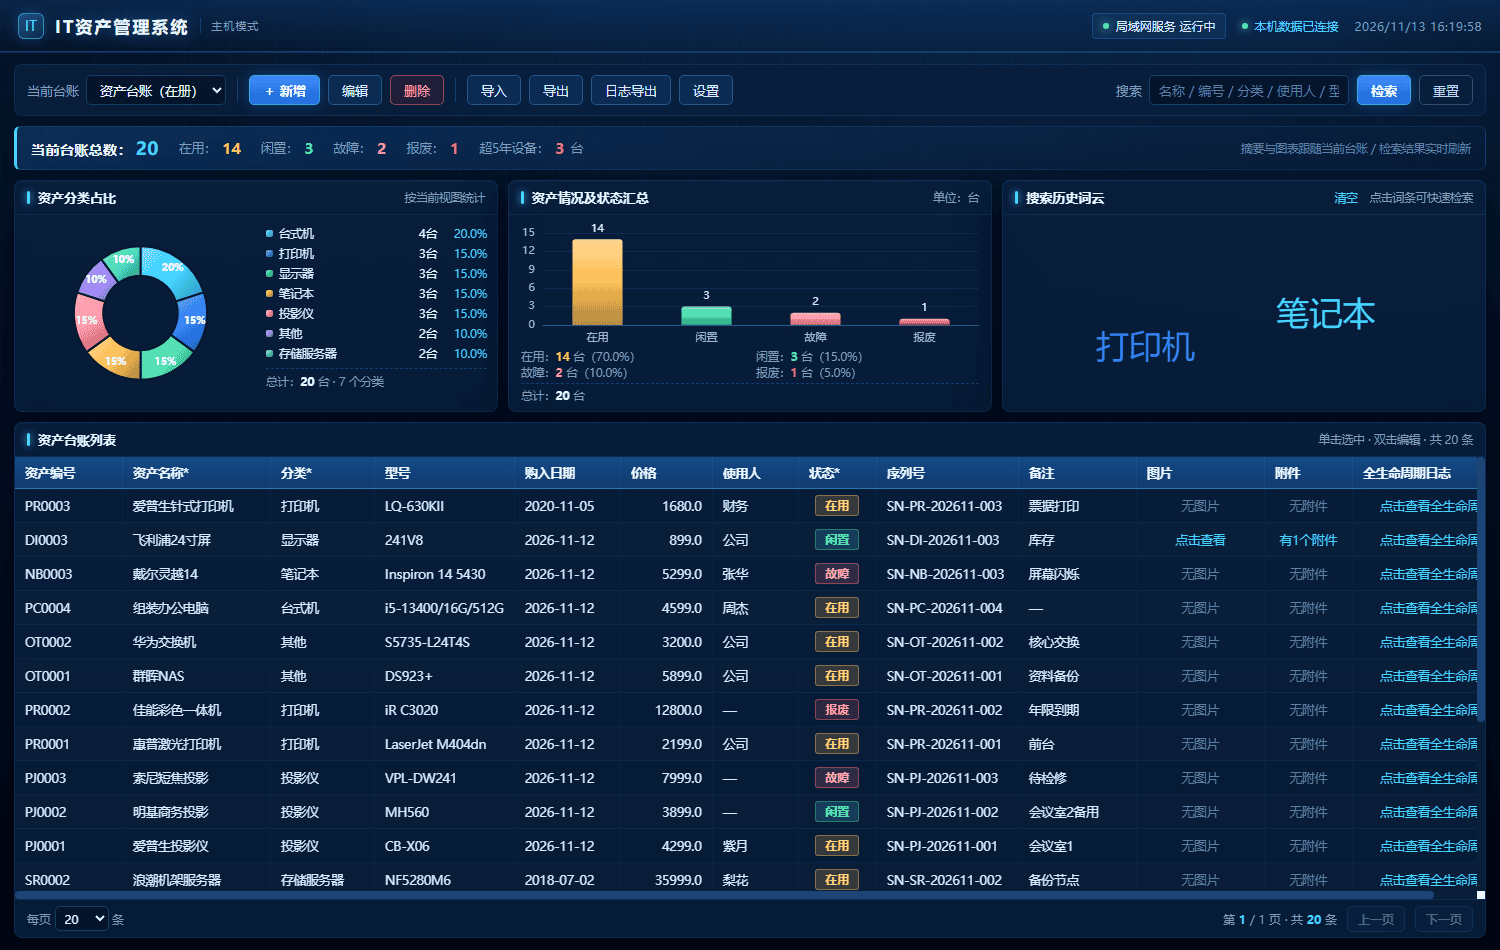 IT IT资产管理系统 主机模式 局域网服务 运行中 本机数据已连接 2026/11/13 16:19:58
当前台账 资产台账（在册） + 新增 编辑 删除 导入 导出 日志导出 设置 搜索 名称 / 编号 / 分类 / 使用人 / 型 检索 重置
当前台账总数： 20 在用： 14 闲置： 3 故障： 2 报废： 1 超5年设备： 3 台 摘要与图表跟随当前台账 / 检索结果实时刷新
资产分类占比 按当前视图统计
20%
15%
15%
15%
15%
10%
10%
台式机 4台 20.0%
打印机 3台 15.0%
显示器 3台 15.0%
笔记本 3台 15.0%
投影仪 3台 15.0%
其他 2台 10.0%
存储服务器 2台 10.0%
总计： 20 台 · 7 个分类
资产情况及状态汇总 单位：台
15
12
9
6
3
0
14 3 2 1
在用 闲置 故障 报废
在用： 14 台 (70.0%) 闲置： 3 台 (15.0%)
故障： 2 台 (10.0%) 报废： 1 台 (5.0%)
总计： 20 台
搜索历史词云 清空 点击词条可快速检索
笔记本
打印机
资产台账列表 单击选中 · 双击编辑 · 共 20 条
资产编号 资产名称* 分类* 型号 购入日期 价格 使用人 状态* 序列号 备注 图片 附件 全生命周期日志
PR0003 爱普生针式打印机 打印机 LQ-630KII 2020-11-05 1680.0 财务 在用 SN-PR-202611-003 票据打印 无图片 无附件 点击查看全生命周
DI0003 飞利浦24寸屏 显示器 241V8 2026-11-12 899.0 公司 闲置 SN-DI-202611-003 库存 点击查看 有1个附件 点击查看全生命周
NB0003 戴尔灵越14 笔记本 Inspiron 14 5430 2026-11-12 5299.0 张华 故障 SN-NB-202611-003 屏幕闪烁 无图片 无附件 点击查看全生命周
PC0004 组装办公电脑 台式机 i5-13400/16G/512G 2026-11-12 4599.0 周杰 在用 SN-PC-202611-004 — 无图片 无附件 点击查看全生命周
OT0002 华为交换机 其他 S5735-L24T4S 2026-11-12 3200.0 公司 在用 SN-OT-202611-002 核心交换 无图片 无附件 点击查看全生命周
OT0001 群晖NAS 其他 DS923+ 2026-11-12 5899.0 公司 在用 SN-OT-202611-001 资料备份 无图片 无附件 点击查看全生命周
PR0002 佳能彩色一体机 打印机 iR C3020 2026-11-12 12800.0 — 报废 SN-PR-202611-002 年限到期 无图片 无附件 点击查看全生命周
PR0001 惠普激光打印机 打印机 LaserJet M404dn 2026-11-12 2199.0 公司 在用 SN-PR-202611-001 前台 无图片 无附件 点击查看全生命周
PJ0003 索尼短焦投影 投影仪 VPL-DW241 2026-11-12 7999.0 — 故障 SN-PJ-202611-003 待检修 无图片 无附件 点击查看全生命周
PJ0002 明基商务投影 投影仪 MH560 2026-11-12 3899.0 — 闲置 SN-PJ-202611-002 会议室2备用 无图片 无附件 点击查看全生命周
PJ0001 爱普生投影仪 投影仪 CB-X06 2026-11-12 4299.0 紫月 在用 SN-PJ-202611-001 会议室1 无图片 无附件 点击查看全生命周
SR0002 浪潮机架服务器 存储服务器 NF5280M6 2018-07-02 35999.0 梨花 在用 SN-SR-202611-002 备份节点 无图片 无附件 点击查看全生命周
每页 20 条 第 1 / 1 页 · 共 20 条 上一页 下一页